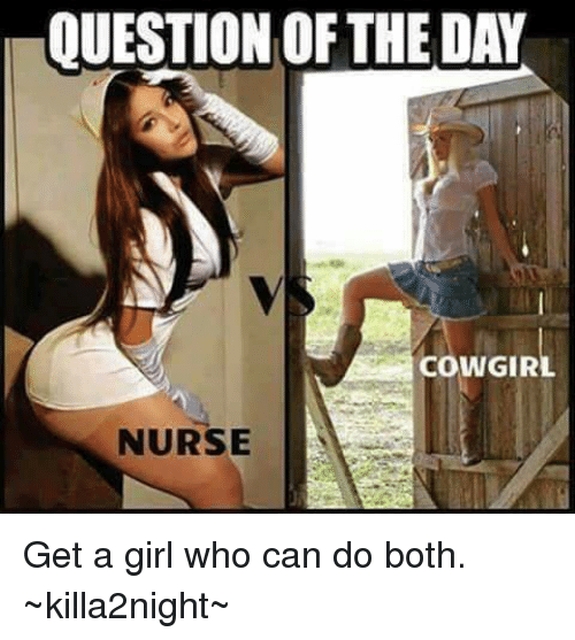 QUESTION OF THE DAY
VS
COWGIRL
NURSE
Get a girl who can do both.
~killa2night~